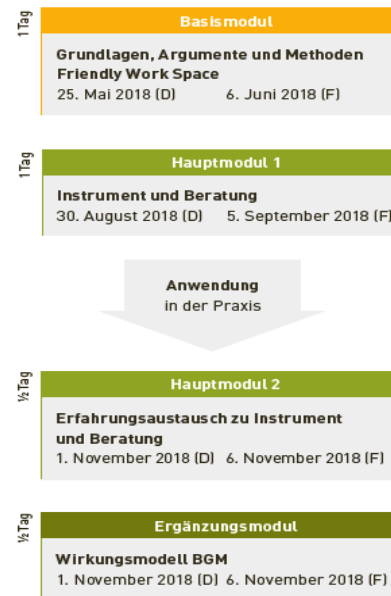 1 Tag
Basismodul
Grundlagen, Argumente und Methoden
Friendly Work Space
25. Mai 2018 (D) 6. Juni 2018 (F)
1 Tag
Hauptmodul 1
Instrument und Beratung
30. August 2018 (D) 5. September 2018 (F)
Anwendung
in der Praxis
½ Tag
Hauptmodul 2
Erfahrungsaustausch zu Instrument
und Beratung
1. November 2018 (D) 6. November 2018 (F)
½ Tag
Ergänzungsmodul
Wirkungsmodell BGM
1. November 2018 (D) 6. November 2018 (F)